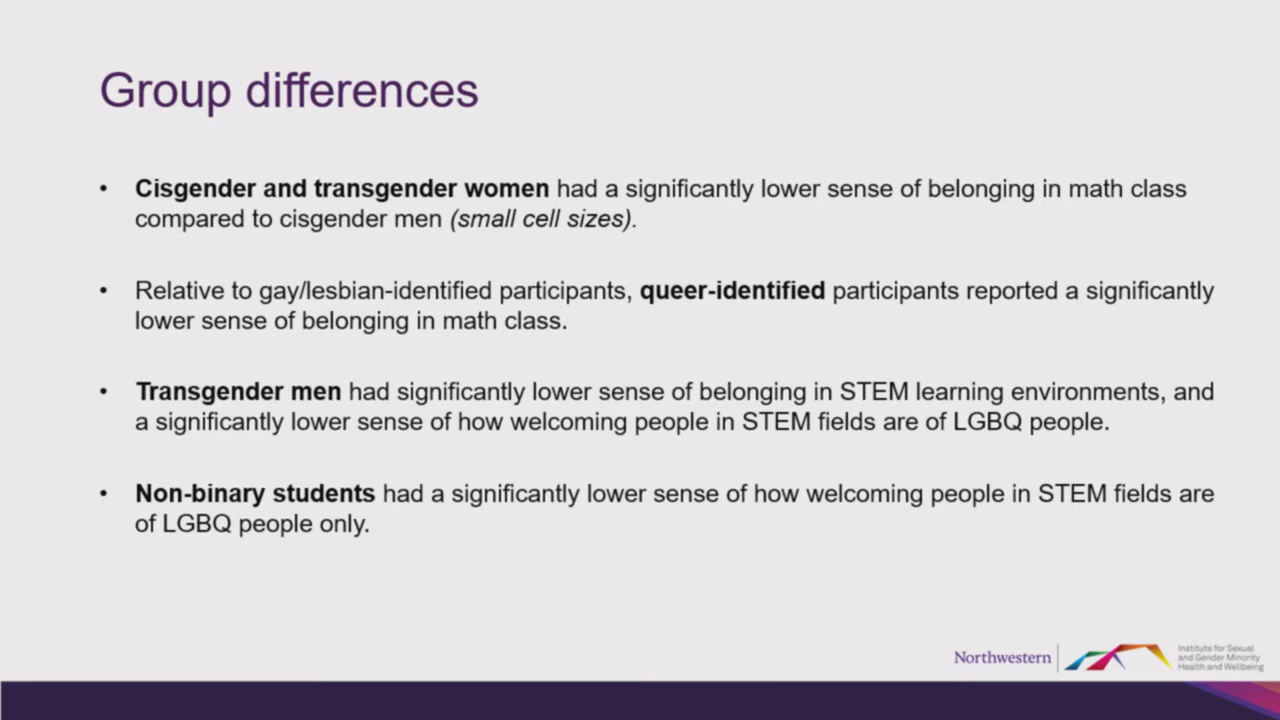 Group differences
• Cisgender and transgender women had a significantly lower sense of belonging in math class
compared to cisgender men (small cell sizes).
• Relative to gay/lesbian-identified participants, queer-identified participants reported a significantly
lower sense of belonging in math class.
• Transgender men had significantly lower sense of belonging in STEM learning environments, and
a significantly lower sense of how welcoming people in STEM fields are of LGBQ people.
• Non-binary students had a significantly lower sense of how welcoming people in STEM fields are
of LGBQ people only.
Northwestern
Institute for Sexual
and Gender Minority
Health and Wellbeing